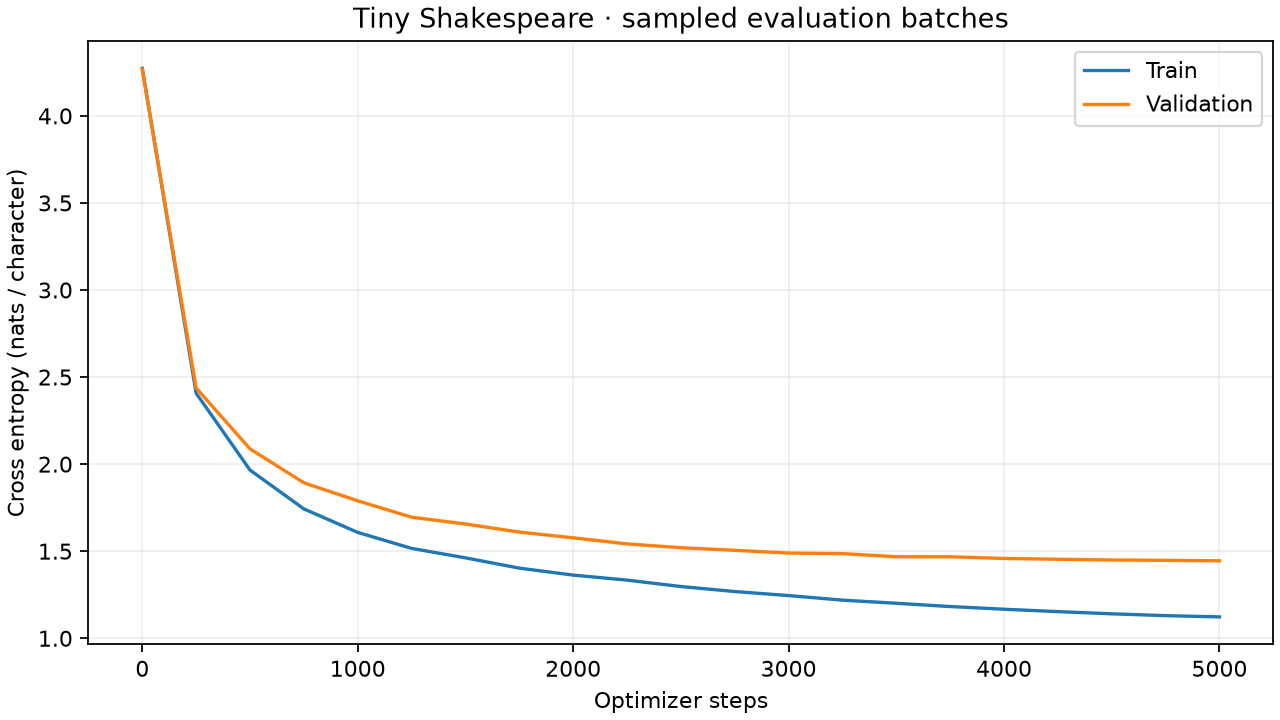 Tiny Shakespeare · sampled evaluation batches
Train
Validation
Cross entropy (nats / character)
4.0
3.5
3.0
2.5
2.0
1.5
1.0
0 1000 2000 3000 4000 5000
Optimizer steps